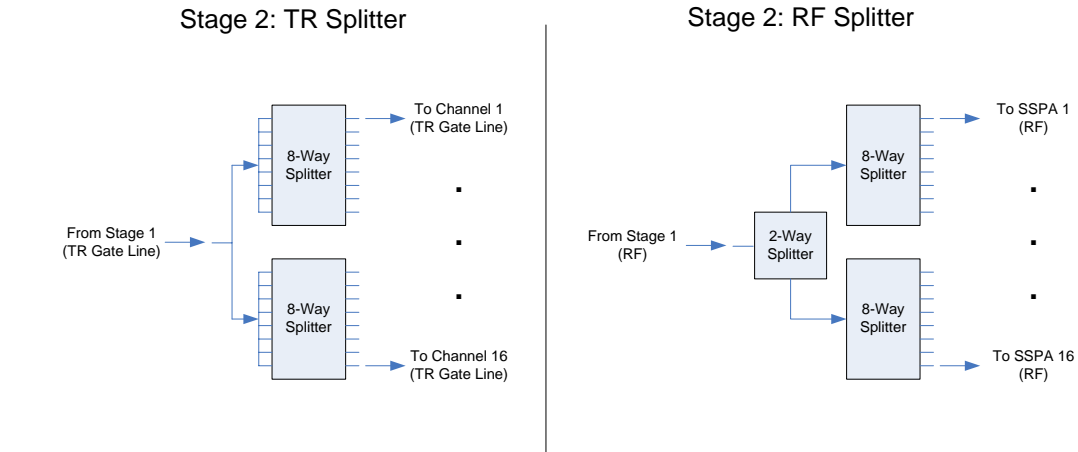 Stage 2: TR Splitter
To Channel 1
(TR Gate Line)
8-Way
Splitter
From Stage 1
(TR Gate Line)
8-Way
Splitter
To Channel 16
(TR Gate Line)
Stage 2: RF Splitter
To SSPA 1
(RF)
8-Way
Splitter
From Stage 1
(RF)
2-Way
Splitter
8-Way
Splitter
To SSPA 16
(RF)